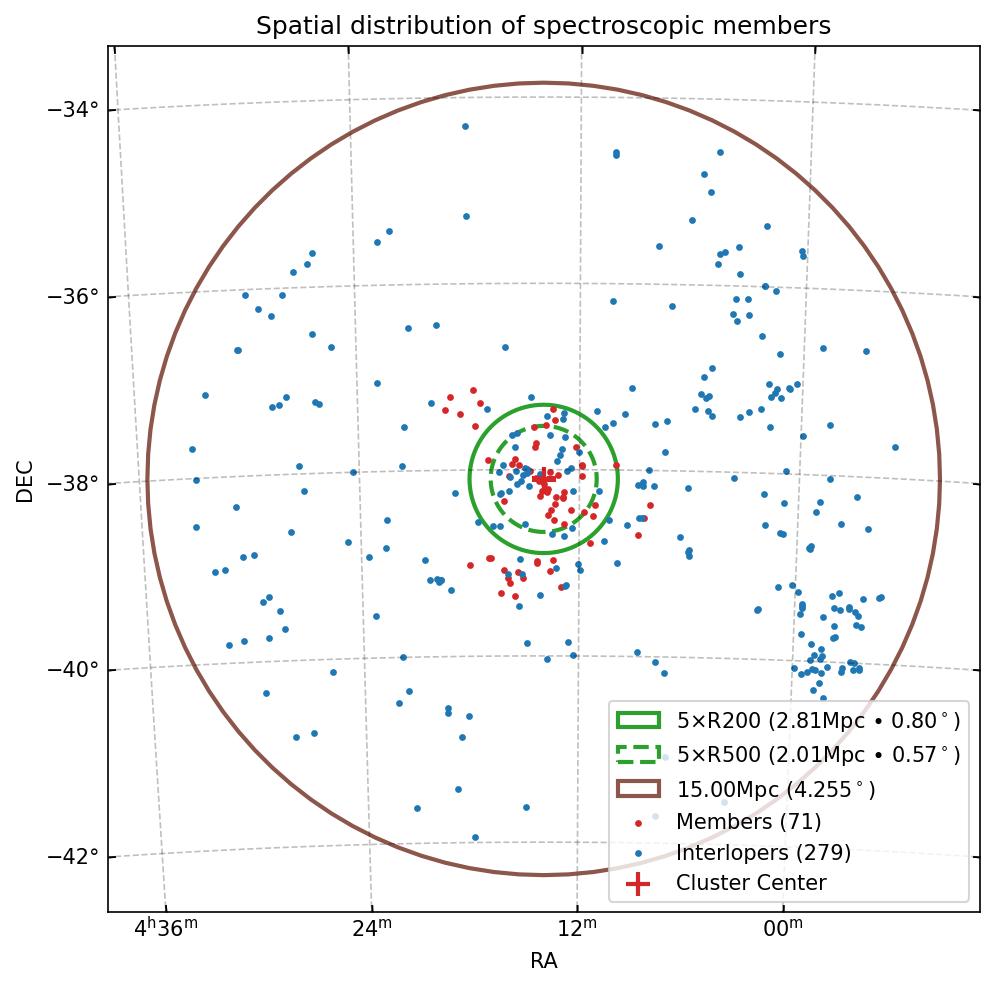 Spatial distribution of spectroscopic members
−34°
−36°
−38°
−40°
−42°
DEC
5×R200 (2.81Mpc • 0.80°)
5×R500 (2.01Mpc • 0.57°)
15.00Mpc (4.255°)
Members (71)
Interlopers (279)
Cluster Center
4ʰ36ᵐ 24ᵐ 12ᵐ 00ᵐ
RA